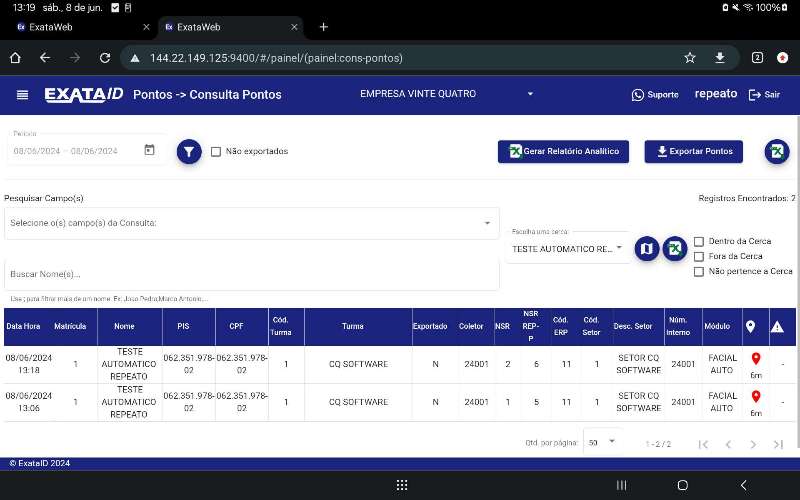 13:19 sáb., 8 de jun. 100%
ExataWeb ExataWeb
144.22.149.125:9400/#/painel/(painel:cons-pontos) 2
EXATAID Pontos -> Consulta Pontos EMPRESA VINTE QUATRO Suporte repeato Sair
Período
08/06/2024 – 08/06/2024 Não exportados Gerar Relatório Analítico Exportar Pontos
Pesquisar Campo(s) Registros Encontrados: 2
Selecione o(s) campo(s) da Consulta:
Escolha uma cerca:
TESTE AUTOMATICO RE...
Dentro da Cerca
Fora da Cerca
Não pertence a Cerca
Buscar Nome(s)...
Use ; para filtrar mais de um nome. Ex: Joao Pedro;Marco Antonio;...
Data Hora Matrícula Nome PIS CPF Cód. Turma Turma Exportado Coletor NSR NSR REP-P Cód. ERP Cód. Setor Desc. Setor Núm. Interno Módulo
08/06/2024 13:18 1 TESTE AUTOMATICO REPEATO 062.351.978-02 062.351.978-02 1 CQ SOFTWARE N 24001 2 6 11 1 SETOR CQ SOFTWARE 24001 FACIAL AUTO 6m -
08/06/2024 13:06 1 TESTE AUTOMATICO REPEATO 062.351.978-02 062.351.978-02 1 CQ SOFTWARE N 24001 1 5 11 1 SETOR CQ SOFTWARE 24001 FACIAL AUTO 6m -
Qtd. por página: 50 1 - 2 / 2
© ExataID 2024